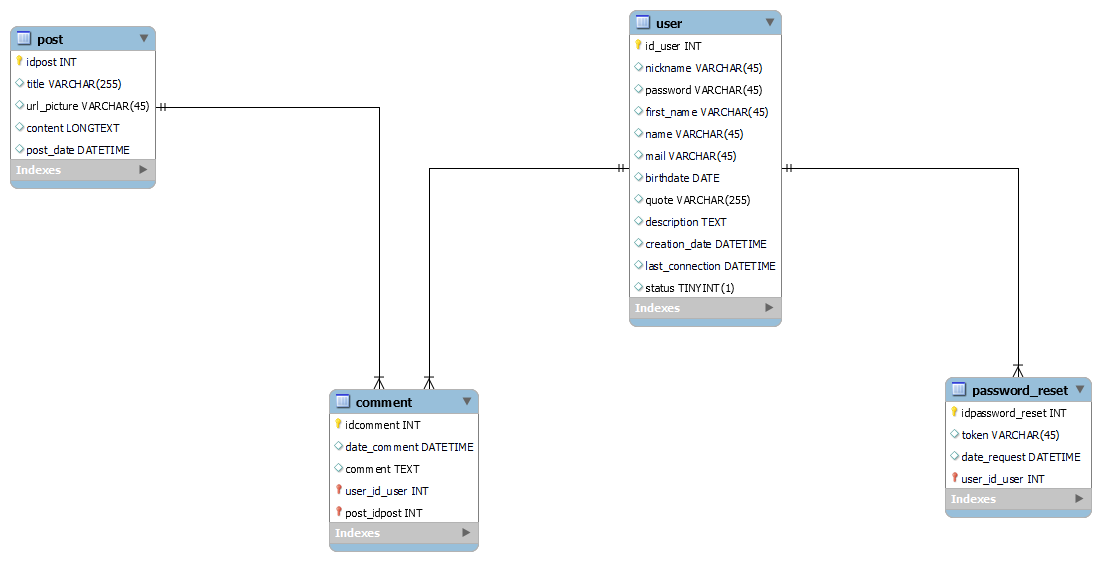 post
idpost INT
title VARCHAR(255)
url_picture VARCHAR(45)
content LONGTEXT
post_date DATETIME
Indexes
user
id_user INT
nickname VARCHAR(45)
password VARCHAR(45)
first_name VARCHAR(45)
name VARCHAR(45)
mail VARCHAR(45)
birthdate DATE
quote VARCHAR(255)
description TEXT
creation_date DATETIME
last_connection DATETIME
status TINYINT(1)
Indexes
comment
idcomment INT
date_comment DATETIME
comment TEXT
user_id_user INT
post_idpost INT
Indexes
password_reset
idpassword_reset INT
token VARCHAR(45)
date_request DATETIME
user_id_user INT
Indexes